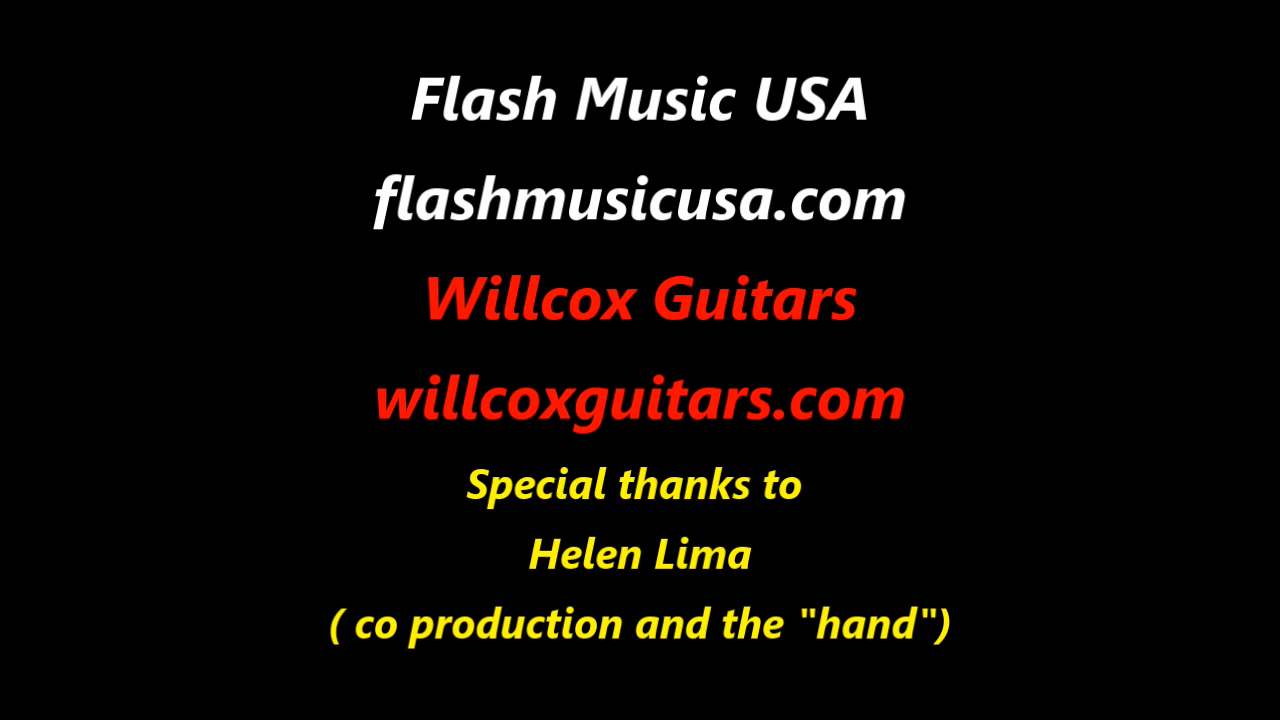 Flash Music USA
flashmusicusa.com
Willcox Guitars
willcoxguitars.com
Special thanks to
Helen Lima
( co production and the "hand")